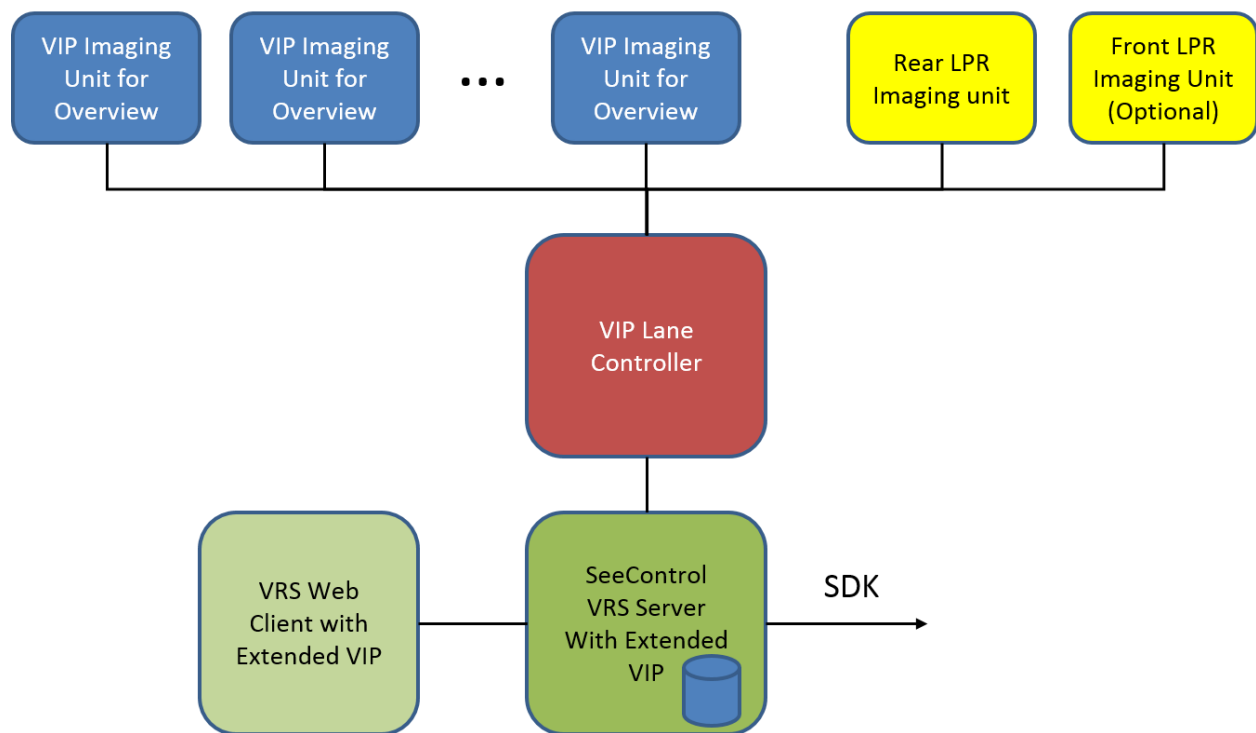 VIP Imaging
Unit for
Overview
VIP Imaging
Unit for
Overview
...
VIP Imaging
Unit for
Overview
Rear LPR
Imaging unit
Front LPR
Imaging Unit
(Optional)
VIP Lane
Controller
VRS Web
Client with
Extended VIP
SeeControl
VRS Server
With Extended
VIP
SDK